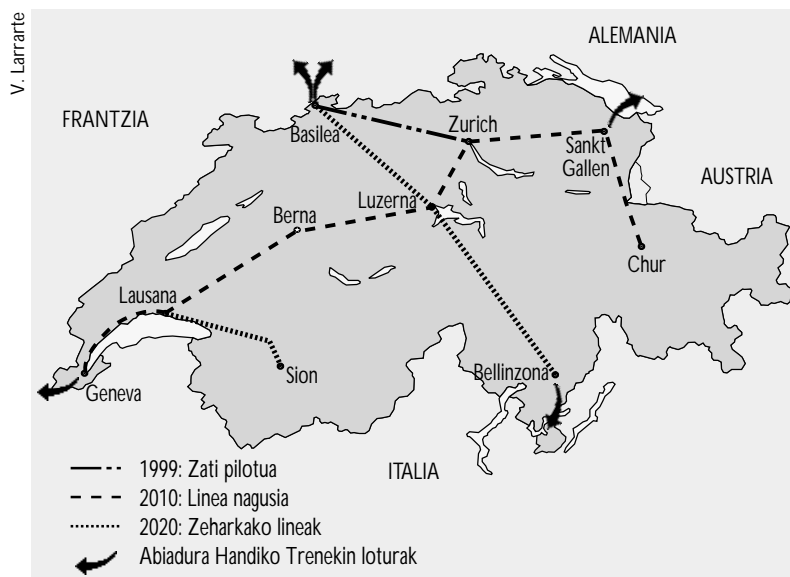 V. Larrarte
ALEMANIA
FRANTZIA
Basilea
Zurich
Sankt
Gallen
AUSTRIA
Luzerna
Berna
Chur
Lausana
Sion
Bellinzona
Geneva
ITALIA
1999: Zati pilotua
2010: Linea nagusia
2020: Zeharkako lineak
Abiadura Handiko Trenekin loturak